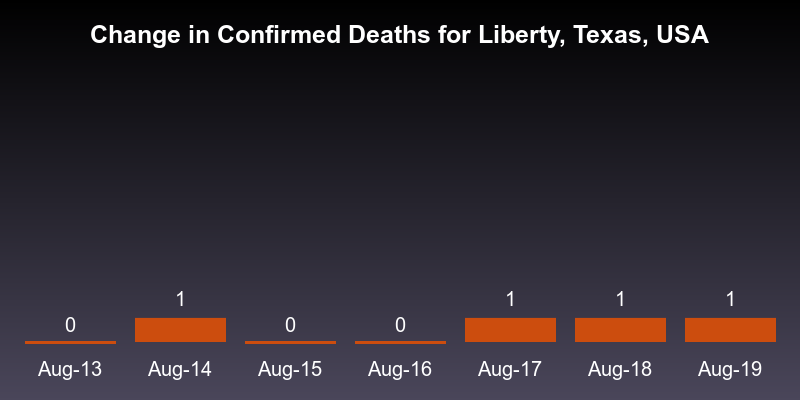 Change in Confirmed Deaths for Liberty, Texas, USA
0 1 0 0 1 1 1
Aug-13 Aug-14 Aug-15 Aug-16 Aug-17 Aug-18 Aug-19